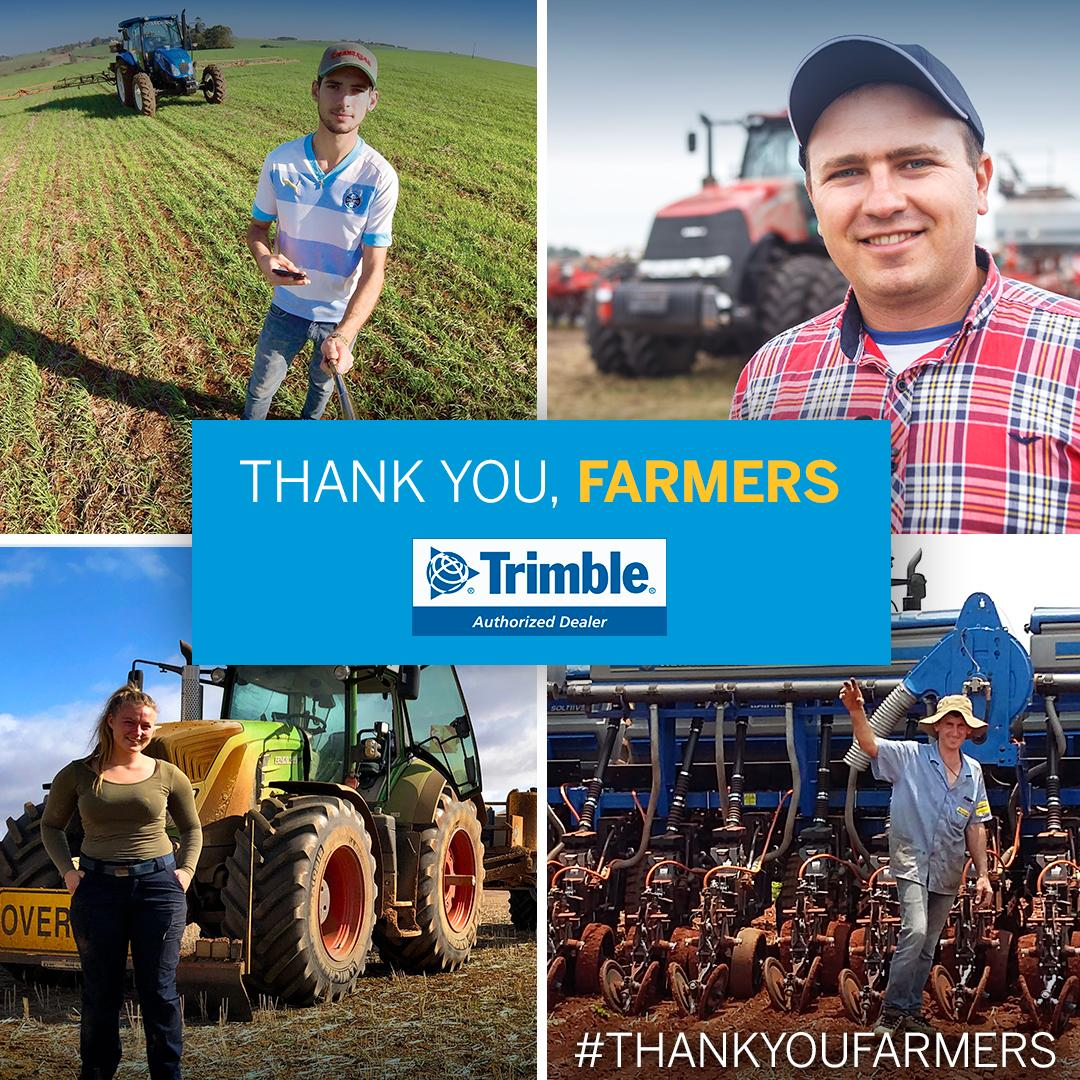 THANK YOU, FARMERS
Trimble
Authorized Dealer
OVER
#THANKYOUFARMERS